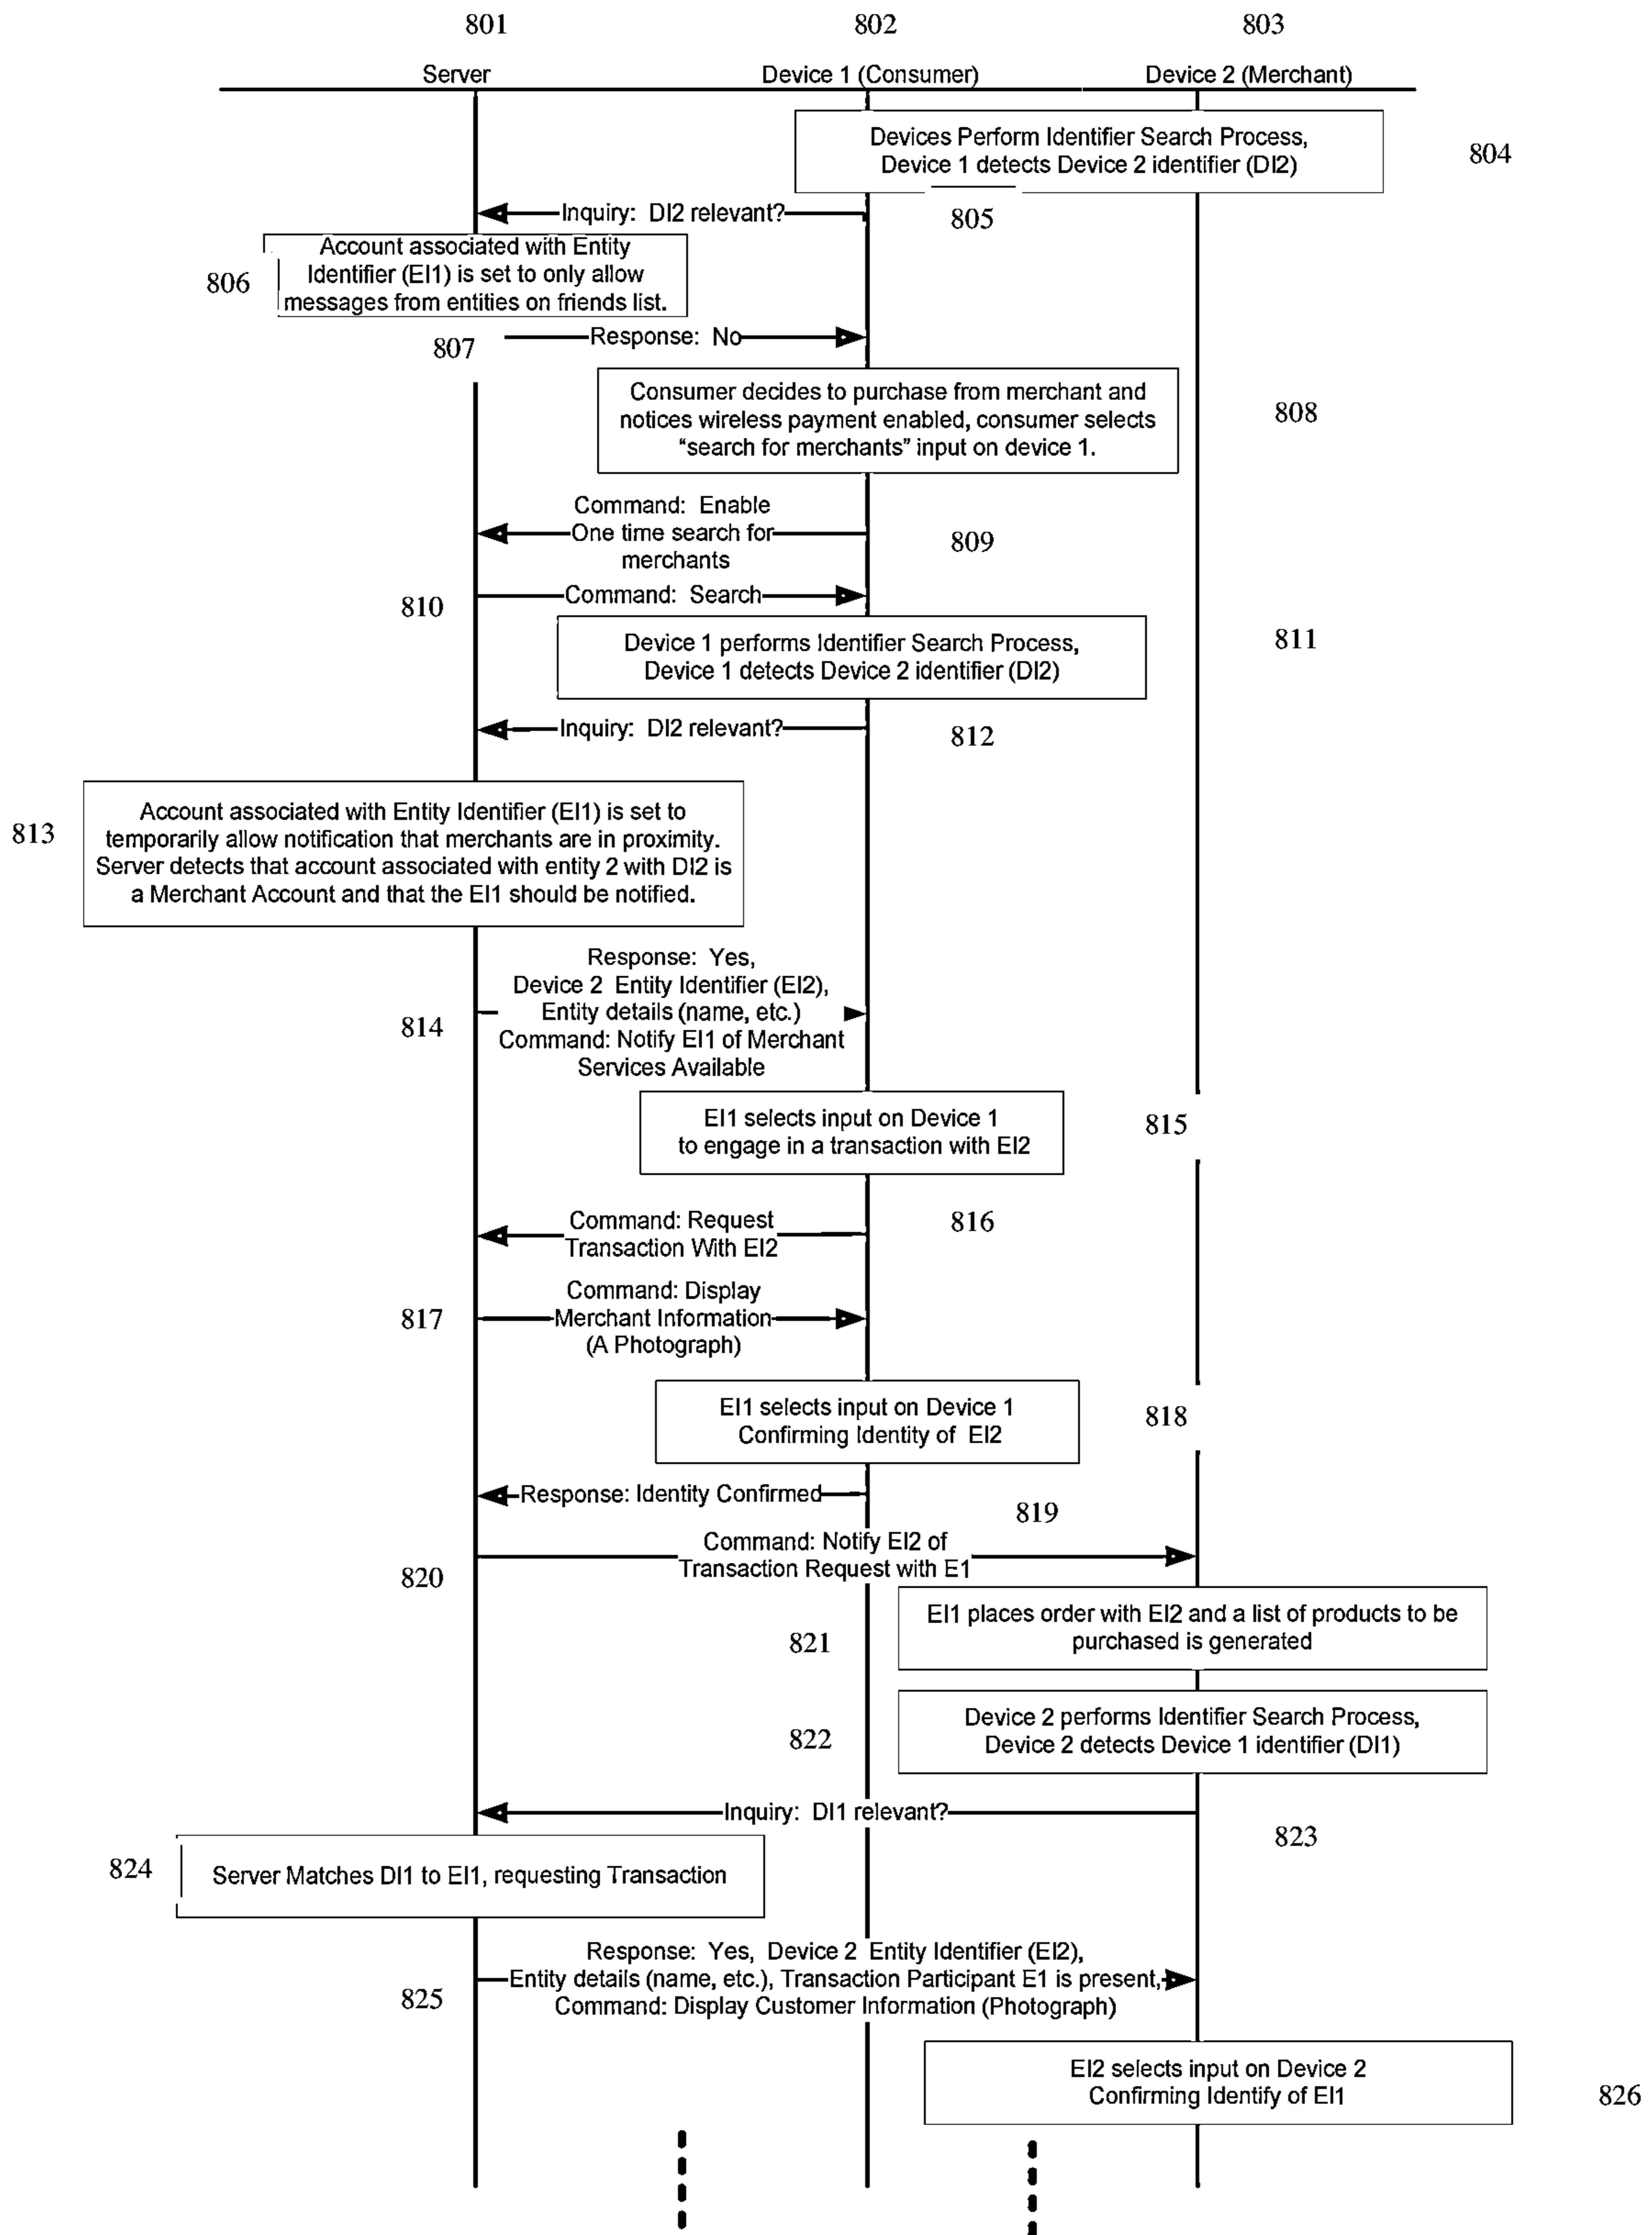 801
802
803
Server
Device 1 (Consumer)
Device 2 (Merchant)
Devices Perform Identifier Search Process,
Device 1 detects Device 2 identifier (DI2)
804
Inquiry: DI2 relevant?
805
Account associated with Entity
Identifier (EI1) is set to only allow
messages from entities on friends list.
806
Response: No
807
Consumer decides to purchase from merchant and
notices wireless payment enabled, consumer selects
“search for merchants” input on device 1.
808
Command: Enable
One time search for
merchants
809
Command: Search
810
Device 1 performs Identifier Search Process,
Device 1 detects Device 2 identifier (DI2)
811
Inquiry: DI2 relevant?
812
Account associated with Entity Identifier (EI1) is set to
temporarily allow notification that merchants are in proximity.
Server detects that account associated with entity 2 with DI2 is
a Merchant Account and that the EI1 should be notified.
813
Response: Yes,
Device 2 Entity Identifier (EI2),
Entity details (name, etc.)
Command: Notify EI1 of Merchant
Services Available
814
EI1 selects input on Device 1
to engage in a transaction with EI2
815
Command: Request
Transaction With EI2
816
Command: Display
Merchant Information
(A Photograph)
817
EI1 selects input on Device 1
Confirming Identity of EI2
818
Response: Identity Confirmed
819
Command: Notify EI2 of
Transaction Request with E1
820
EI1 places order with EI2 and a list of products to be
purchased is generated
821
Device 2 performs Identifier Search Process,
Device 2 detects Device 1 identifier (DI1)
822
Inquiry: DI1 relevant?
823
Server Matches DI1 to EI1, requesting Transaction
824
Response: Yes, Device 2 Entity Identifier (EI2),
Entity details (name, etc.), Transaction Participant E1 is present,
Command: Display Customer Information (Photograph)
825
EI2 selects input on Device 2
Confirming Identify of EI1
826